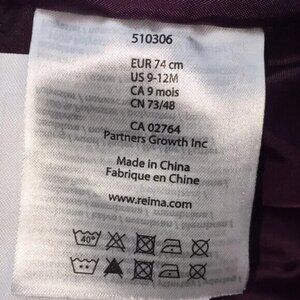 510306
EUR 74 cm
US 9-12M
CA 9 mois
CN 73/48
CA 02764
Partners Growth Inc
Made in China
Fabrique en Chine
www.reima.com
40°